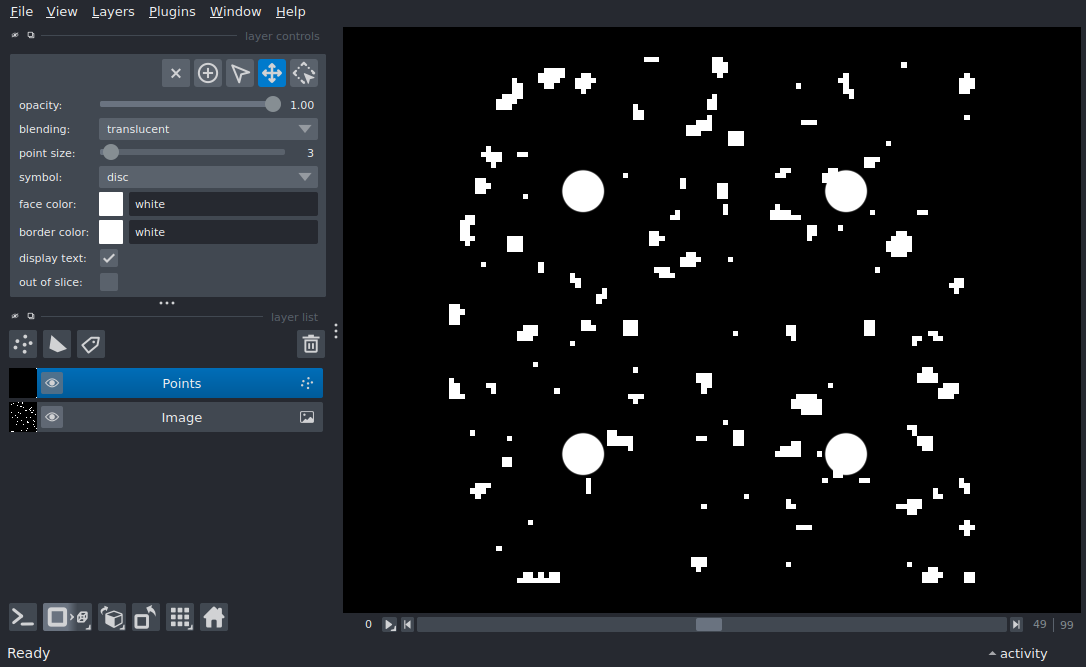 File View Layers Plugins Window Help
layer controls
opacity: 1.00
blending: translucent
point size: 3
symbol: disc
face color: white
border color: white
display text:
out of slice:
layer list
Points
Image
0 49 | 99
Ready activity